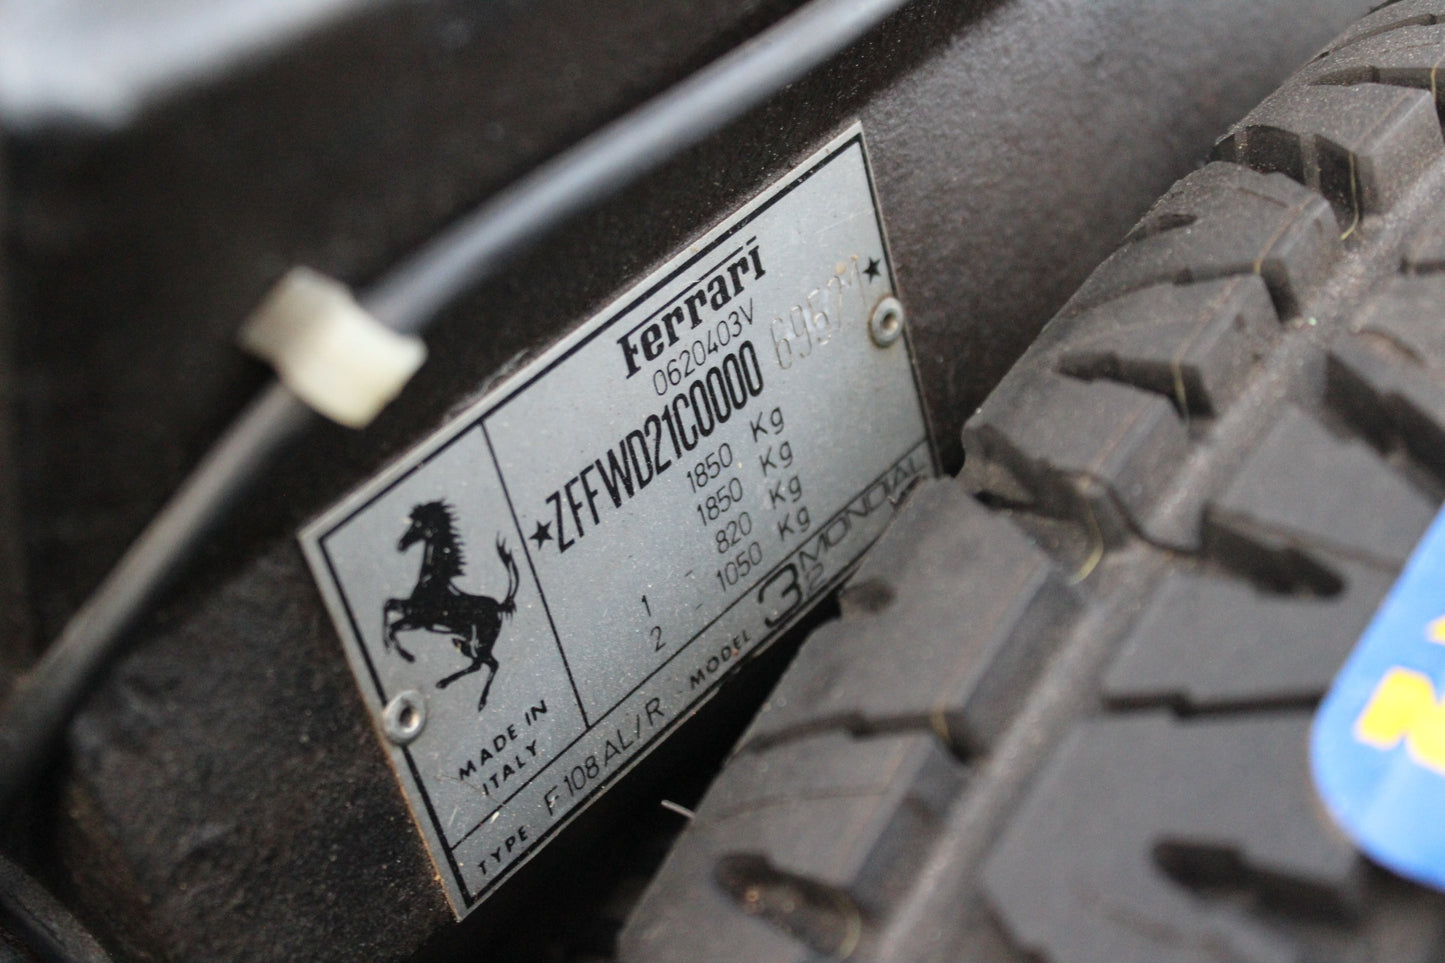 Ferrari
0620403V
★ZFFWD21C0000 69521★
1850 Kg
1850 Kg
1 - 820 Kg
2 - 1050 Kg
MADE IN
ITALY
TYPE F 108 AL/R MODEL 3.2 MONDIAL